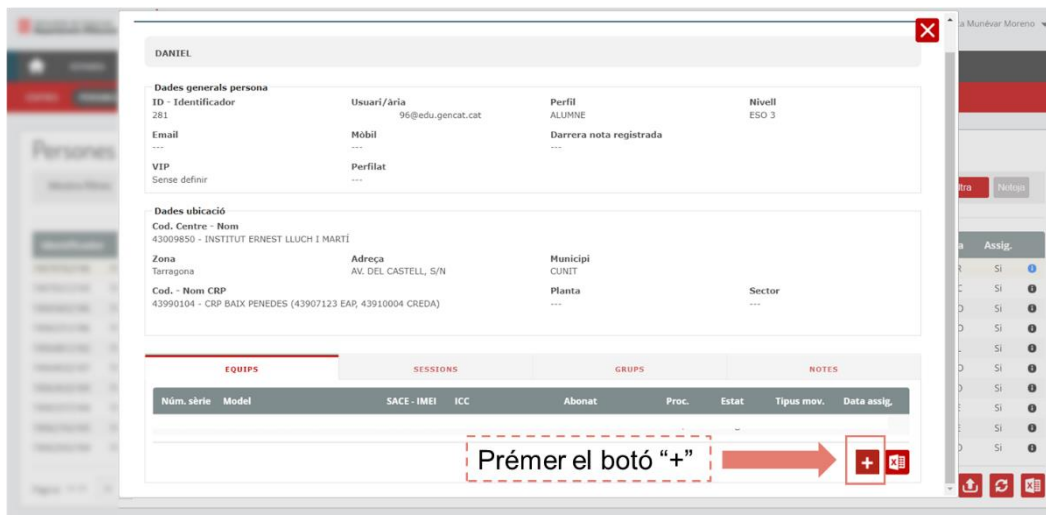 a Munévar Moreno
DANIEL
Dades generals persona
ID - Identificador Usuari/ària Perfil Nivell
281 96@edu.gencat.cat ALUMNE ESO 3
Email Mòbil Darrera nota registrada
--- --- ---
VIP Perfilat
Sense definir ---
Persones
ltra Neteja
Dades ubicació
Cod. Centre - Nom
43009850 - INSTITUT ERNEST LLUCH I MARTÍ
Zona Adreça Municipi
Tarragona AV. DEL CASTELL, S/N CUNIT
Cod. - Nom CRP Planta Sector
43990104 - CRP BAIX PENEDES (43907123 EAP, 43910004 CREDA) --- ---
a Assig.
R Si
C Si
O Si
O Si
L Si
O Si
O Si
E Si
E Si
O Si
EQUIPS SESSIONS GRUPS NOTES
Núm. sèrie Model SACE - IMEI ICC Abonat Proc. Estat Tipus mov. Data assig.
Prémer el botó “+”
+